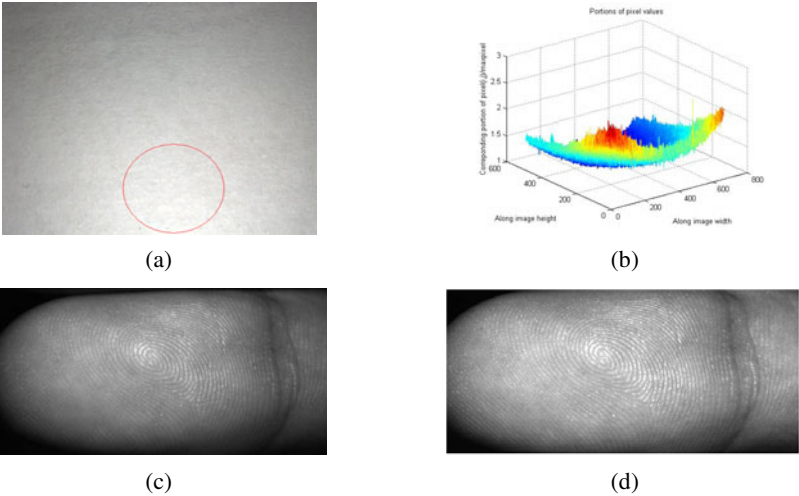 Portions of pixel values
Correponding portion of pixel(i,j)/maxpixel
3
2.5
2
1.5
1
600
400
200
0
0
200
400
600
800
Along image height
Along image width
(a)
(b)
(c)
(d)